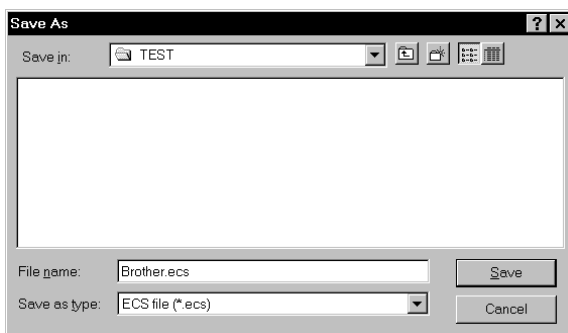 Save As
Save in: TEST
File name: Brother.ecs Save
Save as type: ECS file (*.ecs) Cancel